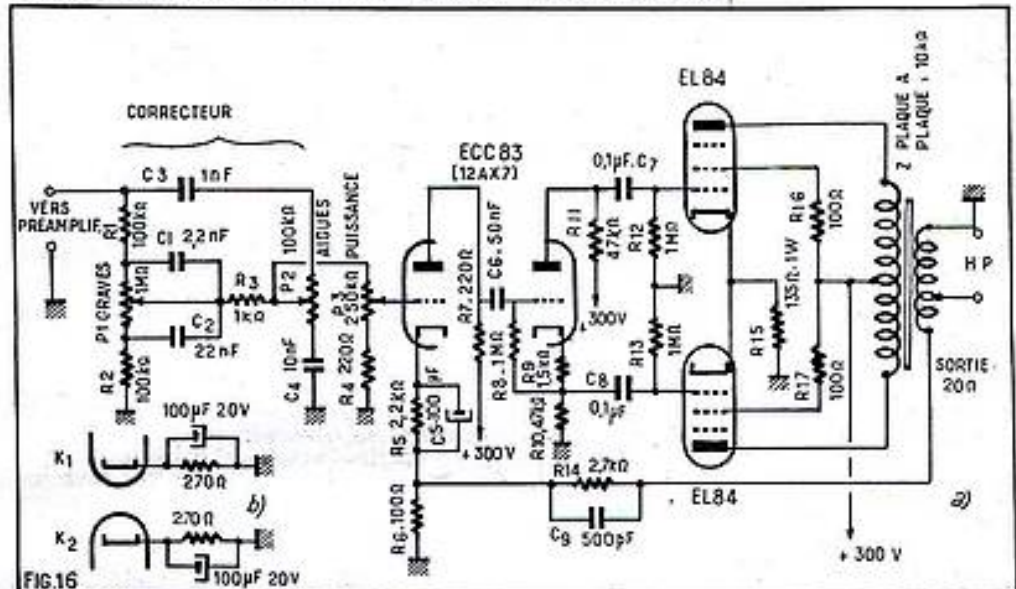 CORRECTEUR
C3 1nF
VERS
PRÉAMPLIF.
R1
100kΩ
C1 2,2nF
P1 GRAVES
1MΩ
R3
1kΩ
C2
22nF
R2
100kΩ
P2
100kΩ
AIGUES
C4 10nF
P3
250kΩ
PUISSANCE
R4 220Ω
ECC83
(12AX7)
R5 2,2kΩ
C5-100
µF
R6.100Ω
R7.220Ω
C6.50nF
R8.1MΩ
+300V
R9
1,5kΩ
R10,47kΩ
R11
47kΩ
+300V
0,1µF.C7
R12
1MΩ
R13
1MΩ
C8
0,1µF
R14 2,7kΩ
C9 500pF
EL84
EL84
R15
135Ω.1W
R16
100Ω
R17
100Ω
+300 V
Z PLAQUE A
PLAQUE : 10kΩ
HP
SORTIE.
20Ω
a)
K1
100µF 20V
270Ω
b)
K2
270Ω
100µF 20V
FIG.16